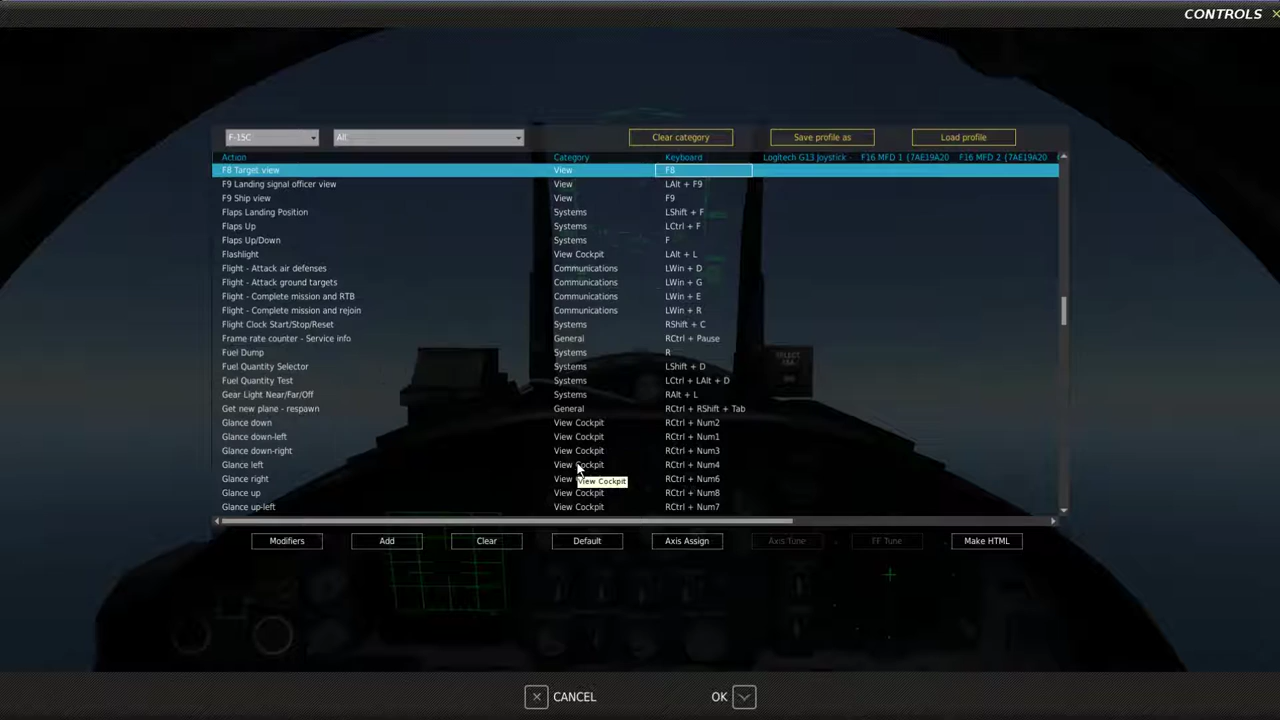 CONTROLS
F-15C All Clear category Save profile as Load profile
Action Category Keyboard Logitech G13 Joystick - F16 MFD 1 {7AE19A20 F16 MFD 2 {7AE19A20
F8 Target view View F8
F9 Landing signal officer view View LAlt + F9
F9 Ship view View F9
Flaps Landing Position Systems LShift + F
Flaps Up Systems LCtrl + F
Flaps Up/Down Systems F
Flashlight View Cockpit LAlt + L
Flight - Attack air defenses Communications LWin + D
Flight - Attack ground targets Communications LWin + G
Flight - Complete mission and RTB Communications LWin + E
Flight - Complete mission and rejoin Communications LWin + R
Flight Clock Start/Stop/Reset Systems RShift + C
Frame rate counter - Service info General RCtrl + Pause
Fuel Dump Systems R
Fuel Quantity Selector Systems LShift + D
Fuel Quantity Test Systems LCtrl + LAlt + D
Gear Light Near/Far/Off Systems RAlt + L
Get new plane - respawn General RCtrl + RShift + Tab
Glance down View Cockpit RCtrl + Num2
Glance down-left View Cockpit RCtrl + Num1
Glance down-right View Cockpit RCtrl + Num3
Glance left View Cockpit RCtrl + Num4
Glance right View RCtrl + Num6
View Cockpit
Glance up View Cockpit RCtrl + Num8
Glance up-left View Cockpit RCtrl + Num7
Modifiers Add Clear Default Axis Assign Axis Tune FF Tune Make HTML
CANCEL OK